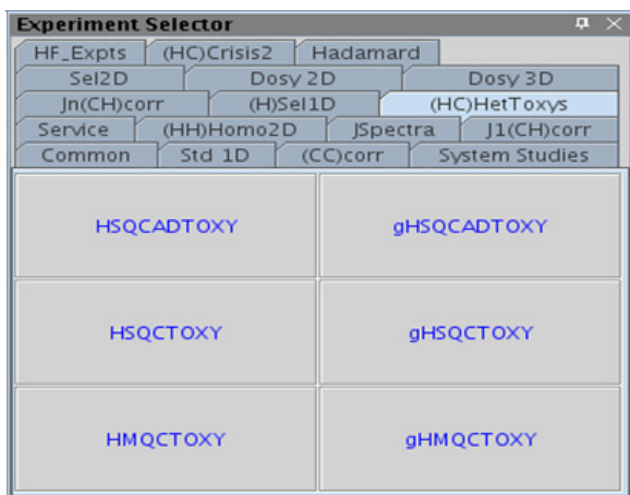 Experiment Selector
HF_Expts (HC)Crisis2 Hadamard
Sel2D Dosy 2D Dosy 3D
Jn(CH)corr (H)Sel1D (HC)HetToxys
Service (HH)Homo2D JSpectra J1(CH)corr
Common Std 1D (CC)corr System Studies
HSQCADTOXY gHSQCADTOXY
HSQCTOXY gHSQCTOXY
HMQCTOXY gHMQCTOXY